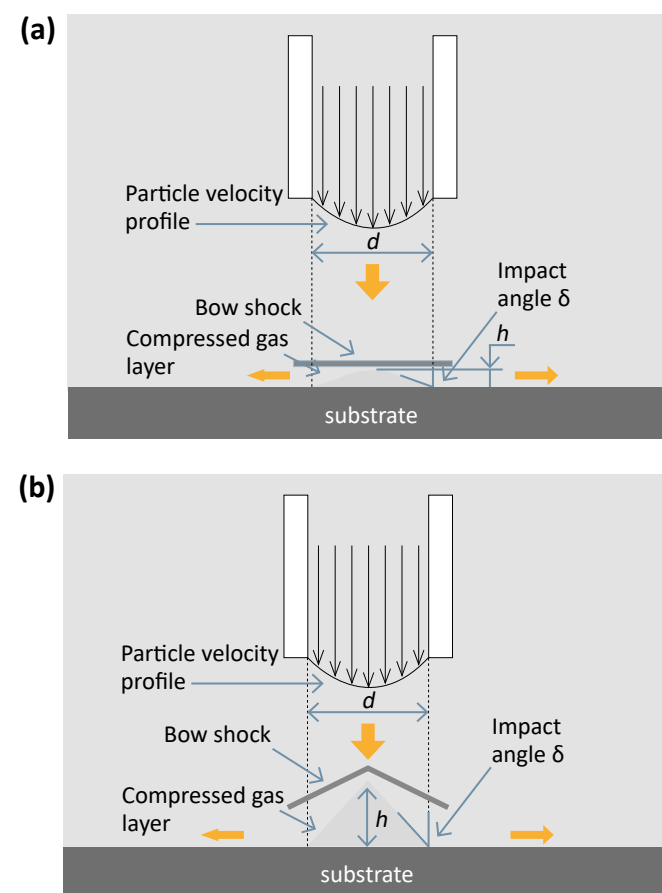 (a)
Particle velocity
profile
d
Impact
angle δ
Bow shock
h
Compressed gas
layer
substrate
(b)
Particle velocity
profile
d
Impact
angle δ
Bow shock
Compressed gas
layer
h
substrate